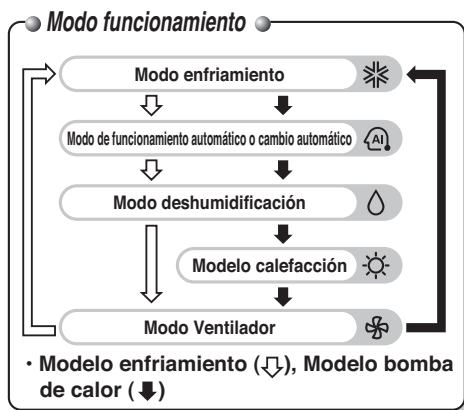 Modo funcionamiento
Modo enfriamiento
Modo de funcionamiento automático o cambio automático
AI
Modo deshumidificación
Modelo calefacción
Modo Ventilador
· Modelo enfriamiento (⇩), Modelo bomba
de calor (⬇)